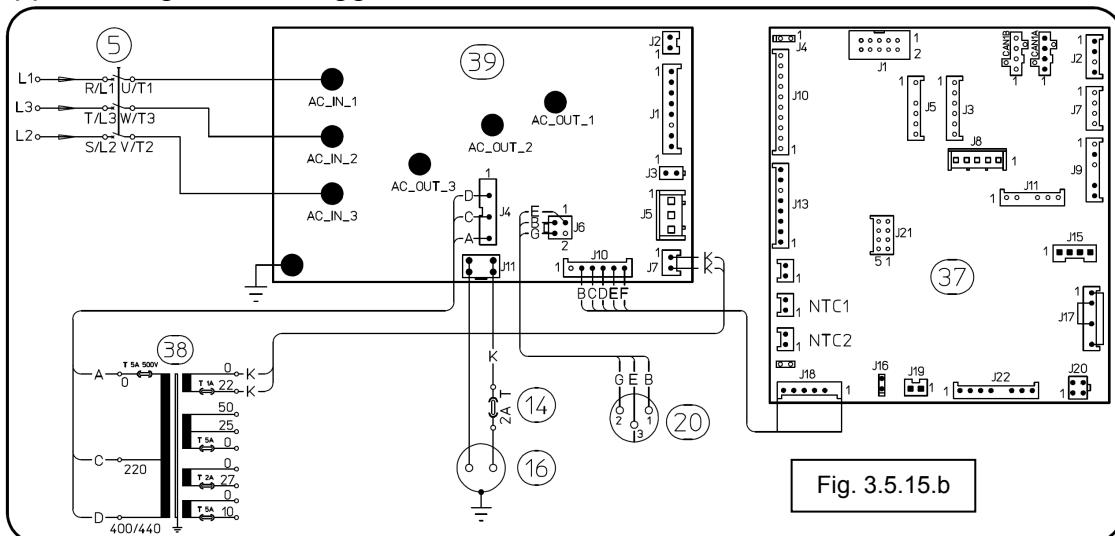 5
L1
R/L1 U/T1
L3
T/L3 W/T3
L2
S/L2 V/T2
AC_IN_1
AC_IN_2
AC_IN_3
39
AC_OUT_1
AC_OUT_2
AC_OUT_3
J2
1
J1
1
J3
1
J5
1
J4
D
C
A
1
J6
2
E
B
G
J11
1
J10
B C D E F
J7
1
K
K
38
T 5A 500V
A
0
C
220
D
400/440
0
T 1A
22
K
K
50
25
T 5A
0
0
T 2A
27
0
T 5A
10
K
2A T
14
16
G E B
2
3
1
20
1
J4
J10
1
J13
1
1
NTC1
1
NTC2
1
J18
1
J1
1
2
J5
1
J3
1
J8
1
J11
1
J21
5 1
37
CAN1B
1
CAN1A
1
1
J2
1
J7
J9
1
J15
1
1
J17
J16
1
J19
1
J22
1
J20
1
Fig. 3.5.15.b